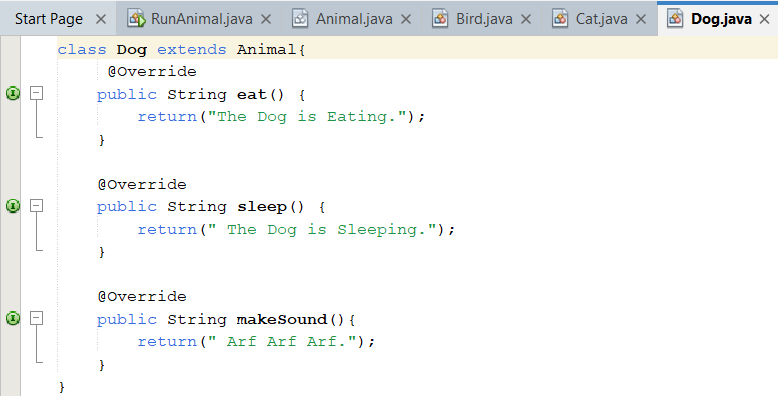 Start Page RunAnimal.java Animal.java Bird.java Cat.java Dog.java
class Dog extends Animal{
@Override
public String eat() {
return("The Dog is Eating.");
}
@Override
public String sleep() {
return(" The Dog is Sleeping.");
}
@Override
public String makeSound(){
return(" Arf Arf Arf.");
}
}